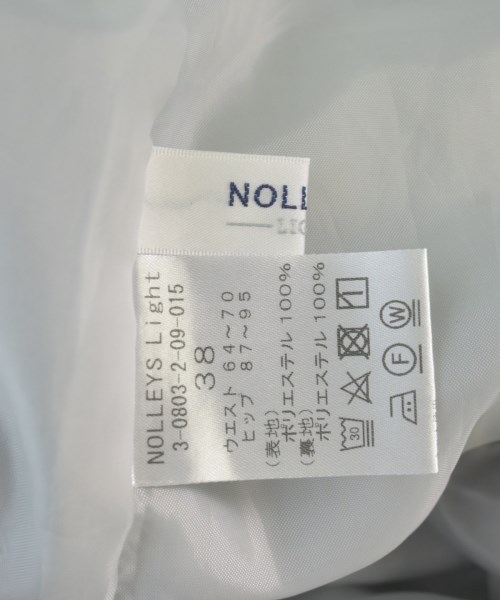 NOLL
LIG
NOLLEYS Light
3-0803-2-09-015
38
ウエスト 64～70
ヒップ 87～95
(表地)
ポリエステル 100%
(裏地)
ポリエステル 100%
30
F W